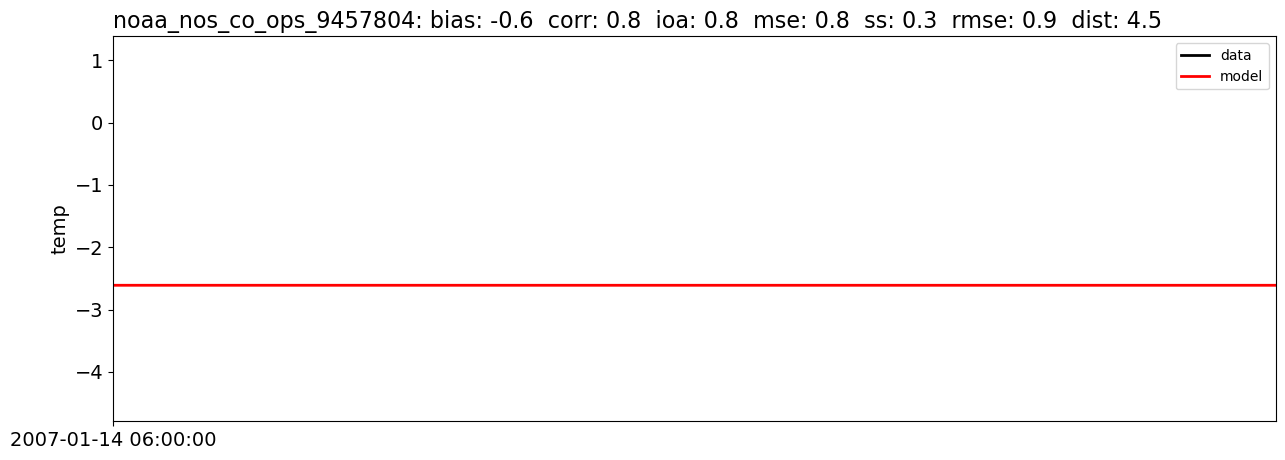 noaa_nos_co_ops_9457804: bias: -0.6  corr: 0.8  ioa: 0.8  mse: 0.8  ss: 0.3  rmse: 0.9  dist: 4.5
data
model
1
0
−1
−2
−3
−4
temp
2007-01-14 06:00:00